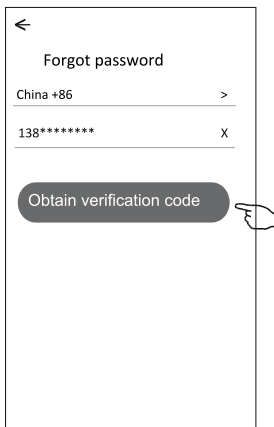 Forgot password
China +86 >
138******** X
Obtain verification code